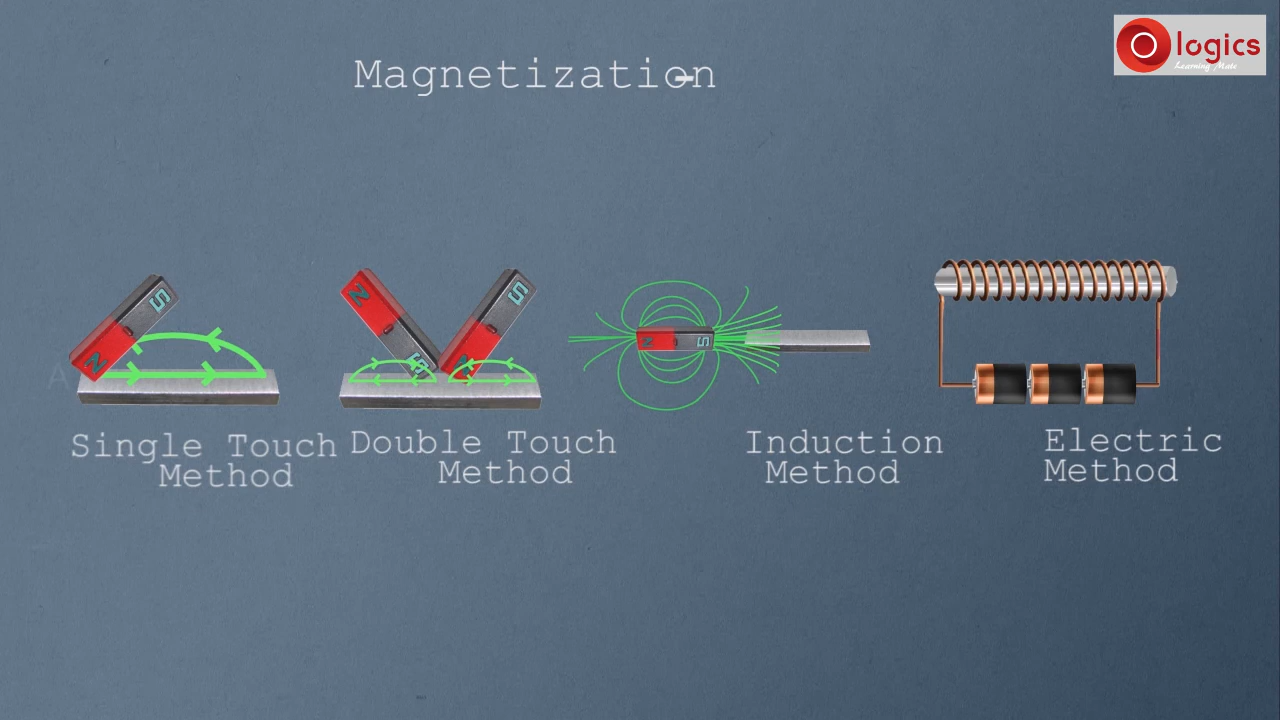 logics
Learning Mate
Magnetization
N S
N S S N
N S
A
Single Touch
Method
Double Touch
Method
Induction
Method
Electric
Method